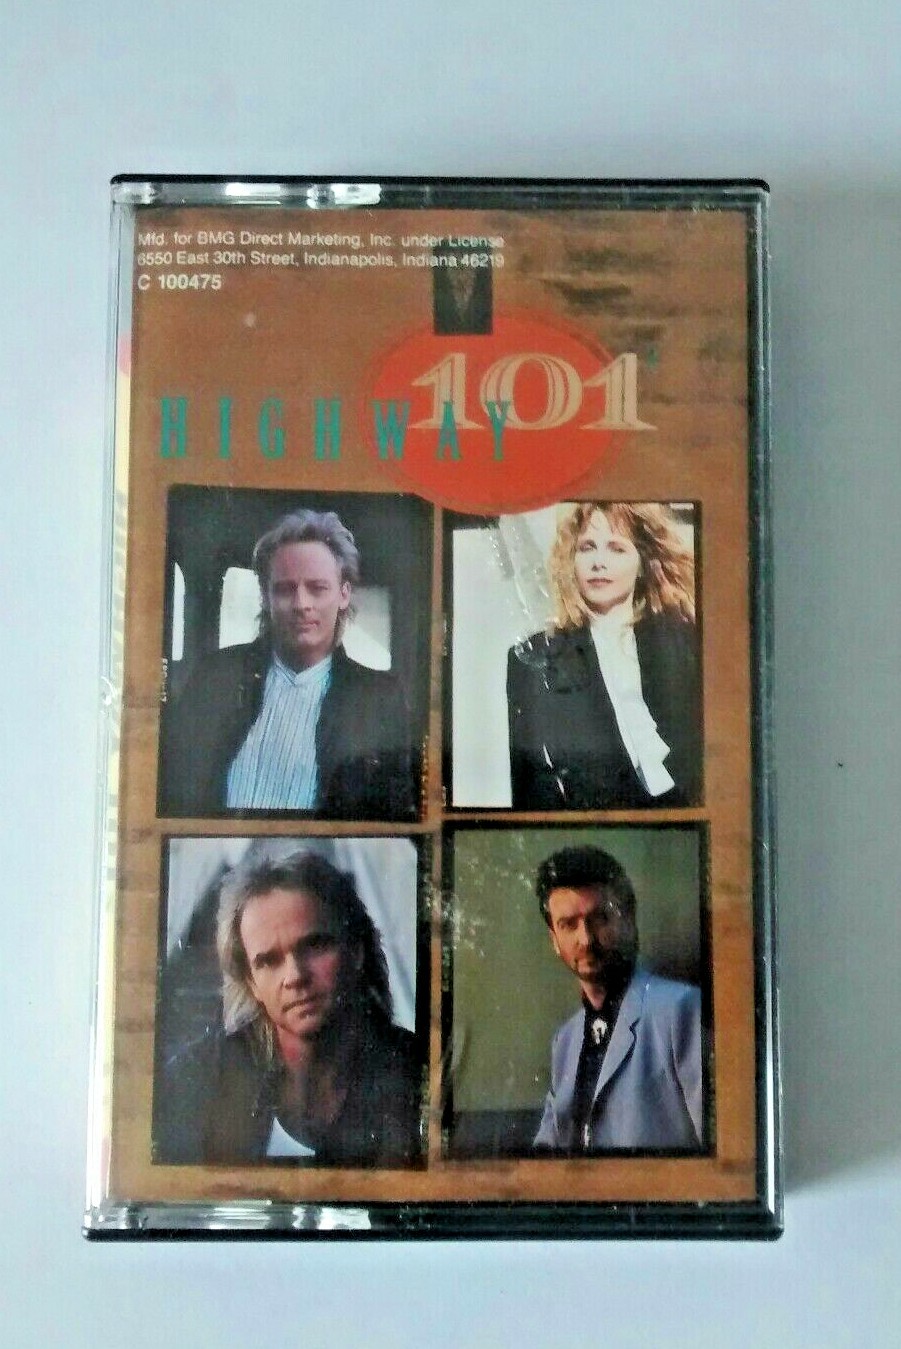 Mfd. for BMG Direct Marketing, Inc. under License
6550 East 30th Street, Indianapolis, Indiana 46219
C 100475
101
HIGHWAY